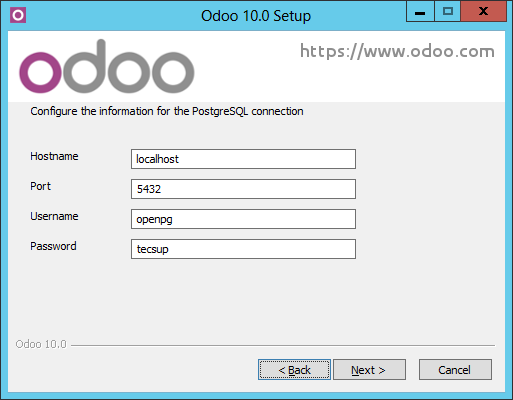 Odoo 10.0 Setup
odoo
https://www.odoo.com
Configure the information for the PostgreSQL connection
Hostname
localhost
Port
5432
Username
openpg
Password
tecsup
Odoo 10.0
< Back
Next >
Cancel